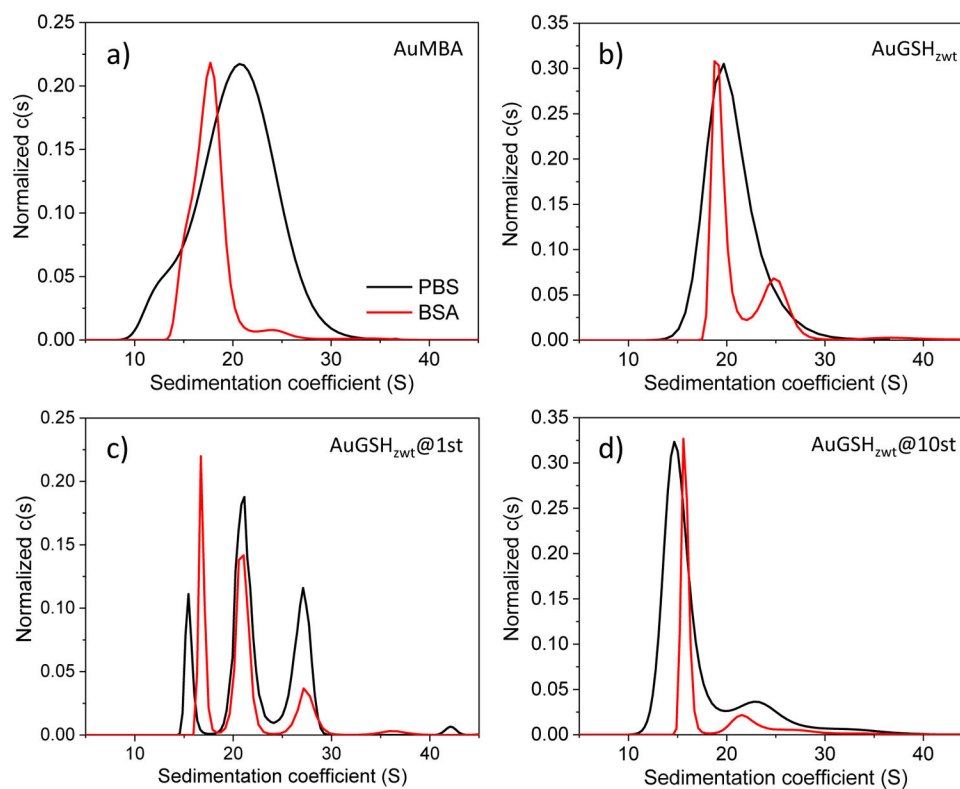 a)
AuMBA
0.25
0.20
0.15
0.10
0.05
0.00
Normalized c(s)
PBS
BSA
10 20 30 40
Sedimentation coefficient (S)
b)
AuGSHzwt
0.35
0.30
0.25
0.20
0.15
0.10
0.05
0.00
Normalized c(s)
10 20 30 40
Sedimentation coefficient (S)
c)
AuGSHzwt@1st
0.25
0.20
0.15
0.10
0.05
0.00
Normalized c(s)
10 20 30 40
Sedimentation coefficient (S)
d)
AuGSHzwt@10st
0.35
0.30
0.25
0.20
0.15
0.10
0.05
0.00
Normalized c(s)
10 20 30 40
Sedimentation coefficient (S)